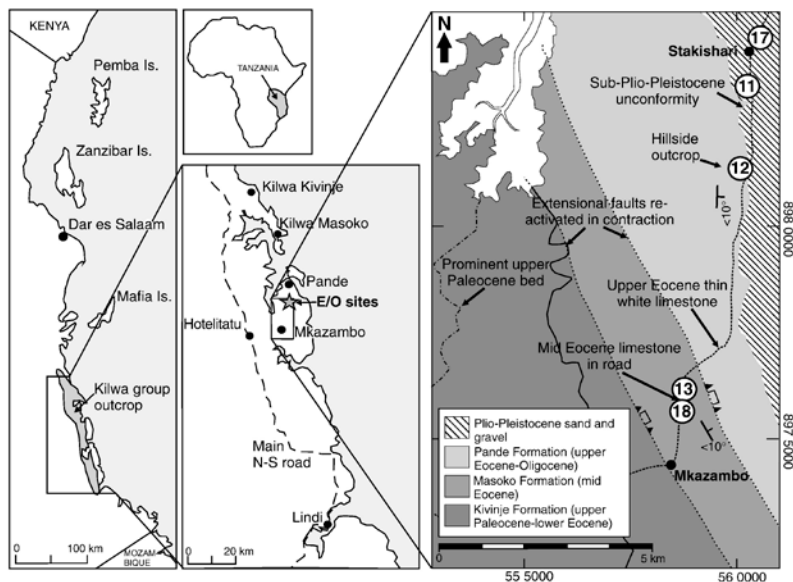 KENYA
Pemba Is.
Zanzibar Is.
Dar es Salaam
Mafia Is.
Kilwa group
outcrop
0 100 km
MOZAM-
BIQUE
TANZANIA
Kilwa Kivinje
Kilwa Masoko
Pande
E/O sites
Hotelitatu
Mkazambo
Main
N-S road
Lindi
0 20 km
N
Stakishari
17
11
Sub-Plio-Pleistocene
unconformity
12
Hillside
outcrop
<10°
Extensional faults re-
activated in contraction
Prominent upper
Paleocene bed
Upper Eocene thin
white limestone
Mid Eocene limestone
in road
13
18
<10°
Mkazambo
Plio-Pleistocene sand and
gravel
Pande Formation (upper
Eocene-Oligocene)
Masoko Formation (mid
Eocene)
Kivinje Formation (upper
Paleocene-lower Eocene)
0 5 km
898 0000
897 5000
55 5000
56 0000